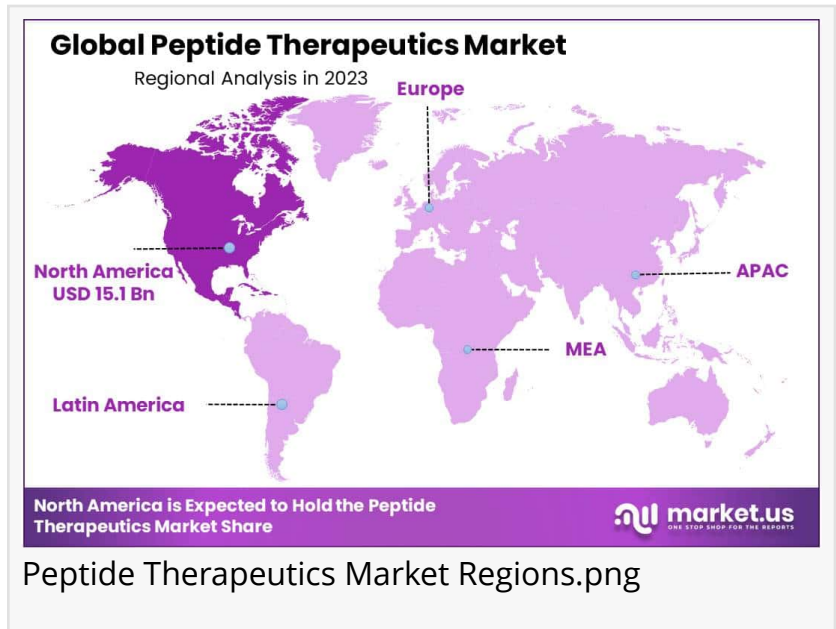 Global Peptide Therapeutics Market
Regional Analysis in 2023
Europe
North America
USD 15.1 Bn
APAC
MEA
Latin America
North America is Expected to Hold the Peptide
Therapeutics Market Share
market.us
ONE STOP SHOP FOR THE REPORTS
Peptide Therapeutics Market Regions.png